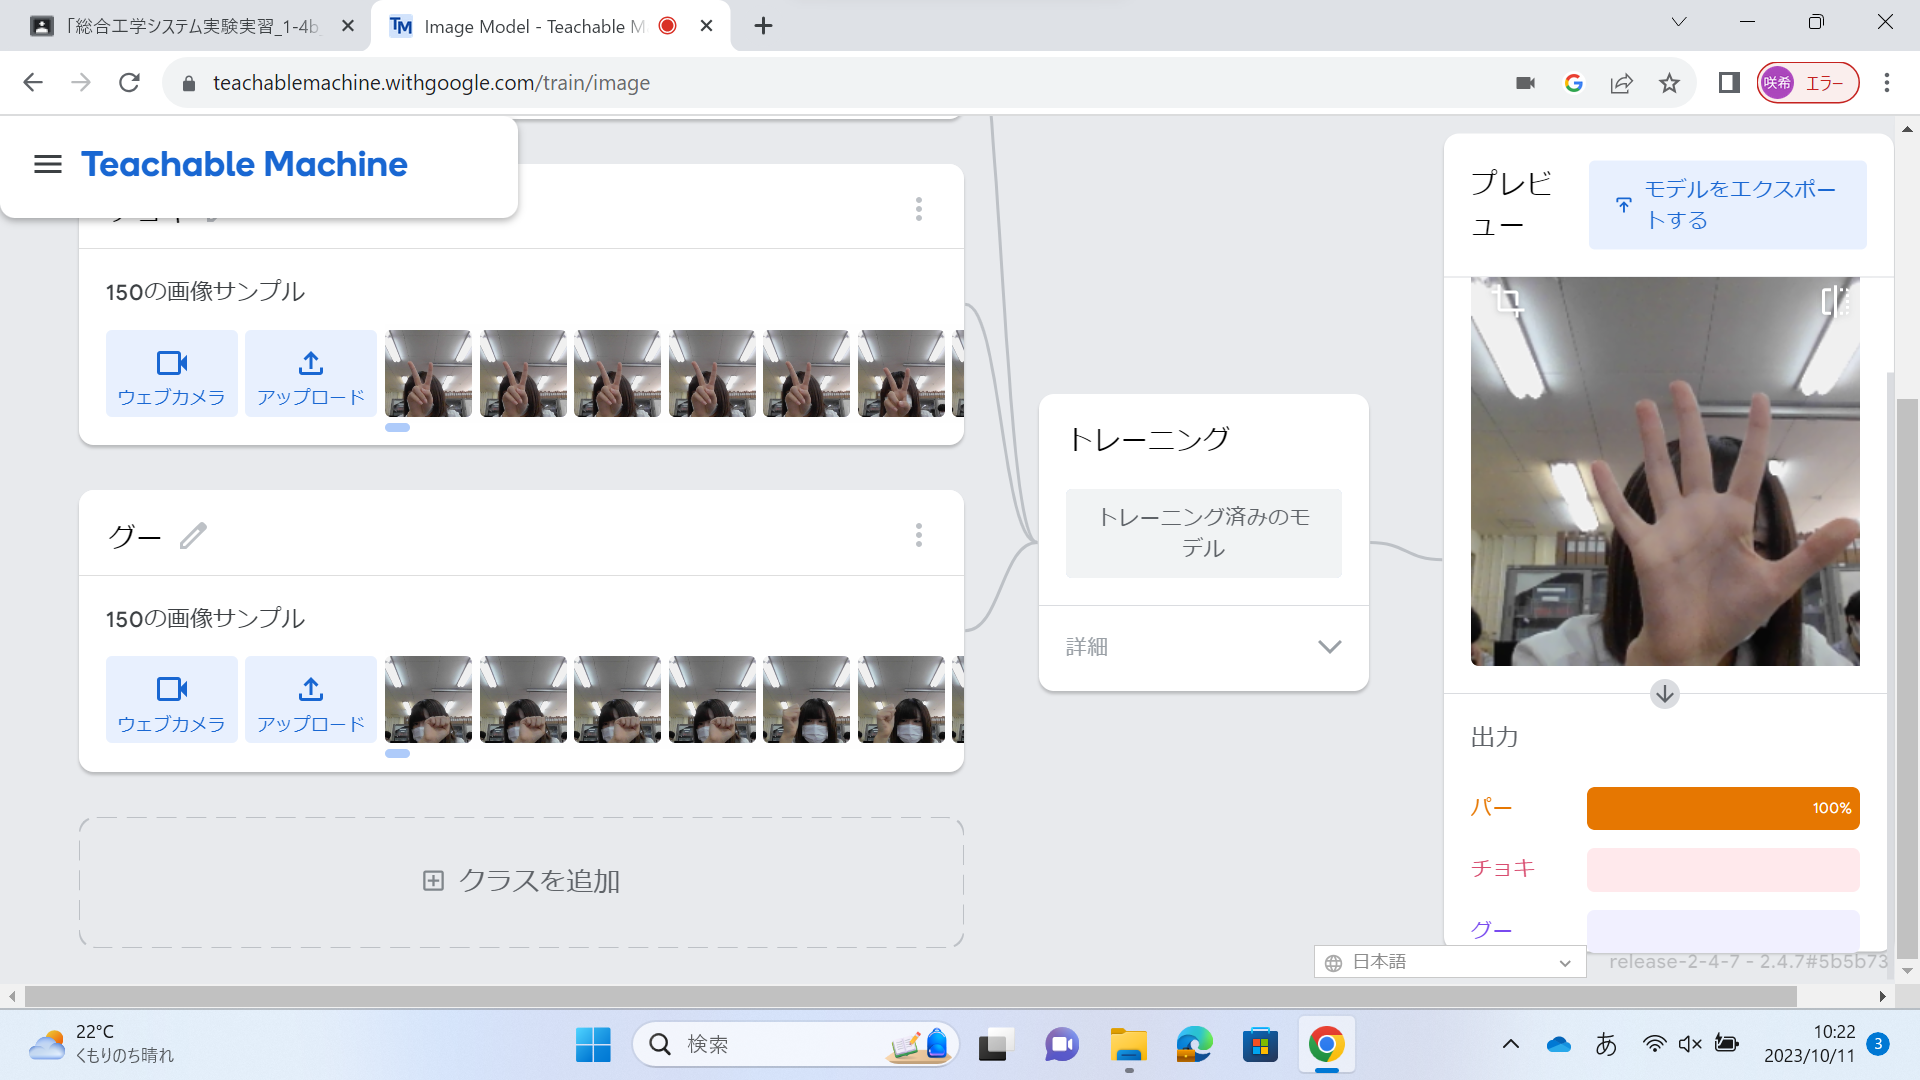 「総合工学システム実験実習_1-4b
Image Model - Teachable M
teachablemachine.withgoogle.com/train/image
咲希 エラー
Teachable Machine
150の画像サンプル
ウェブカメラ
アップロード
グー
150の画像サンプル
ウェブカメラ
アップロード
クラスを追加
トレーニング
トレーニング済みのモ
デル
詳細
プレビ
ュー
モデルをエクスポー
トする
出力
パー 100%
チョキ
グー
日本語
release-2-4-7 - 2.4.7#5b5b73
22°C
くもりのち晴れ
検索
あ
10:22
2023/10/11
3